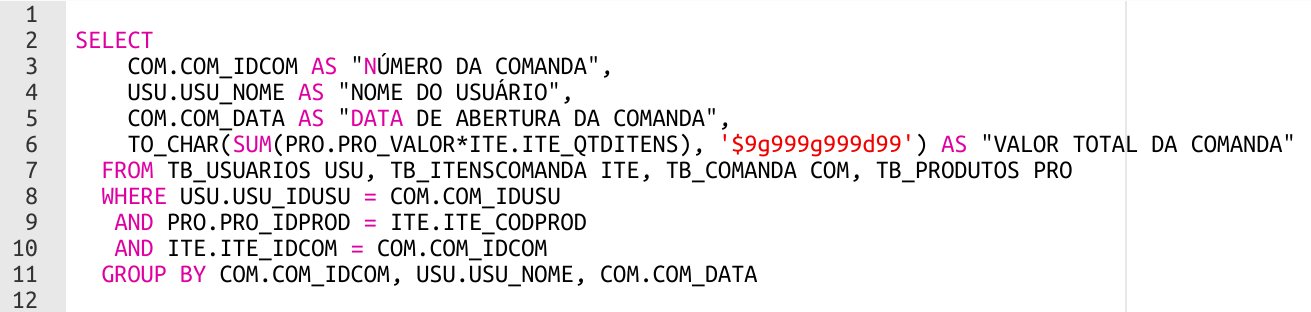 1
2 SELECT
3 COM.COM_IDCOM AS "NÚMERO DA COMANDA",
4 USU.USU_NOME AS "NOME DO USUÁRIO",
5 COM.COM_DATA AS "DATA DE ABERTURA DA COMANDA",
6 TO_CHAR(SUM(PRO.PRO_VALOR*ITE.ITE_QTDITENS), '$9g999g999d99') AS "VALOR TOTAL DA COMANDA"
7 FROM TB_USUARIOS USU, TB_ITENSCOMANDA ITE, TB_COMANDA COM, TB_PRODUTOS PRO
8 WHERE USU.USU_IDUSU = COM.COM_IDUSU
9 AND PRO.PRO_IDPROD = ITE.ITE_CODPROD
10 AND ITE.ITE_IDCOM = COM.COM_IDCOM
11 GROUP BY COM.COM_IDCOM, USU.USU_NOME, COM.COM_DATA
12